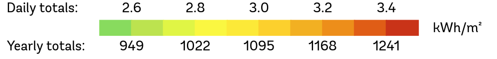 Daily totals: 2.6 2.8 3.0 3.2 3.4
kWh/m²
Yearly totals: 949 1022 1095 1168 1241